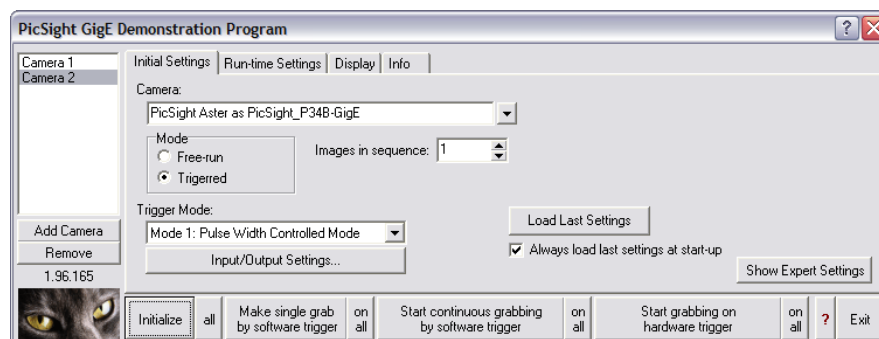 PicSight GigE Demonstration Program
?
Camera 1
Camera 2
Initial Settings
Run-time Settings
Display
Info
Camera:
PicSight Aster as PicSight_P34B-GigE
Mode
Free-run
Trigerred
Images in sequence:
1
Trigger Mode:
Mode 1: Pulse Width Controlled Mode
Input/Output Settings...
Load Last Settings
Always load last settings at start-up
Show Expert Settings
Add Camera
Remove
1.96.165
Initialize
all
Make single grab
by software trigger
on
all
Start continuous grabbing
by software trigger
on
all
Start grabbing on
hardware trigger
on
all
?
Exit